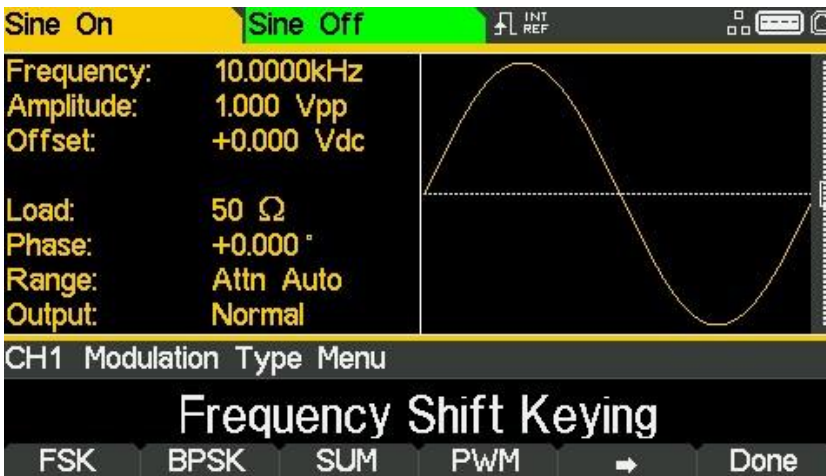 Sine On Sine Off INT REF
Frequency: 10.0000kHz
Amplitude: 1.000 Vpp
Offset: +0.000 Vdc
Load: 50 Ω
Phase: +0.000 °
Range: Attn Auto
Output: Normal
CH1 Modulation Type Menu
Frequency Shift Keying
FSK BPSK SUM PWM ➡ Done